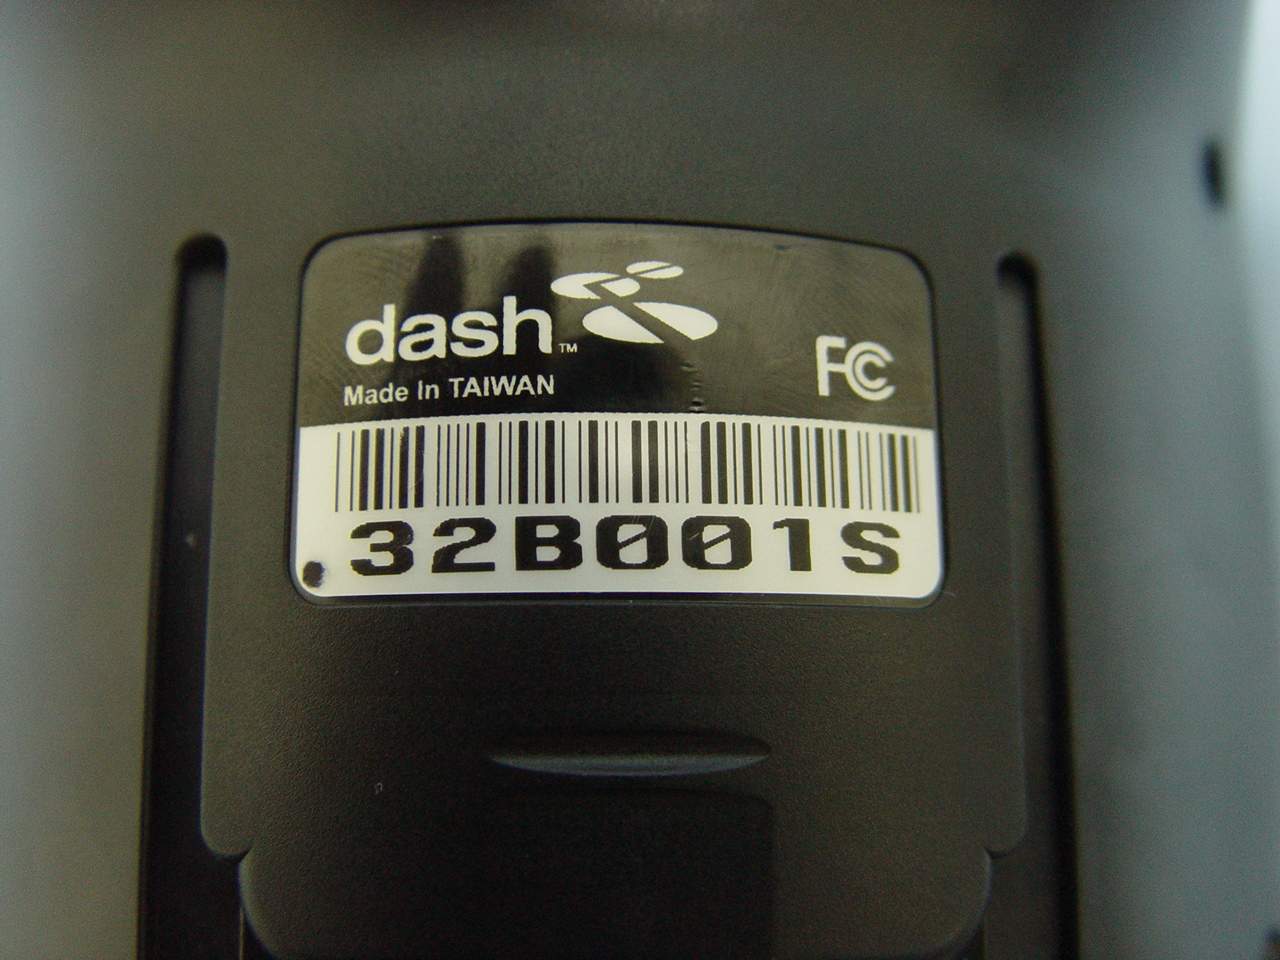 dash™
Made In TAIWAN
FC
32B001S